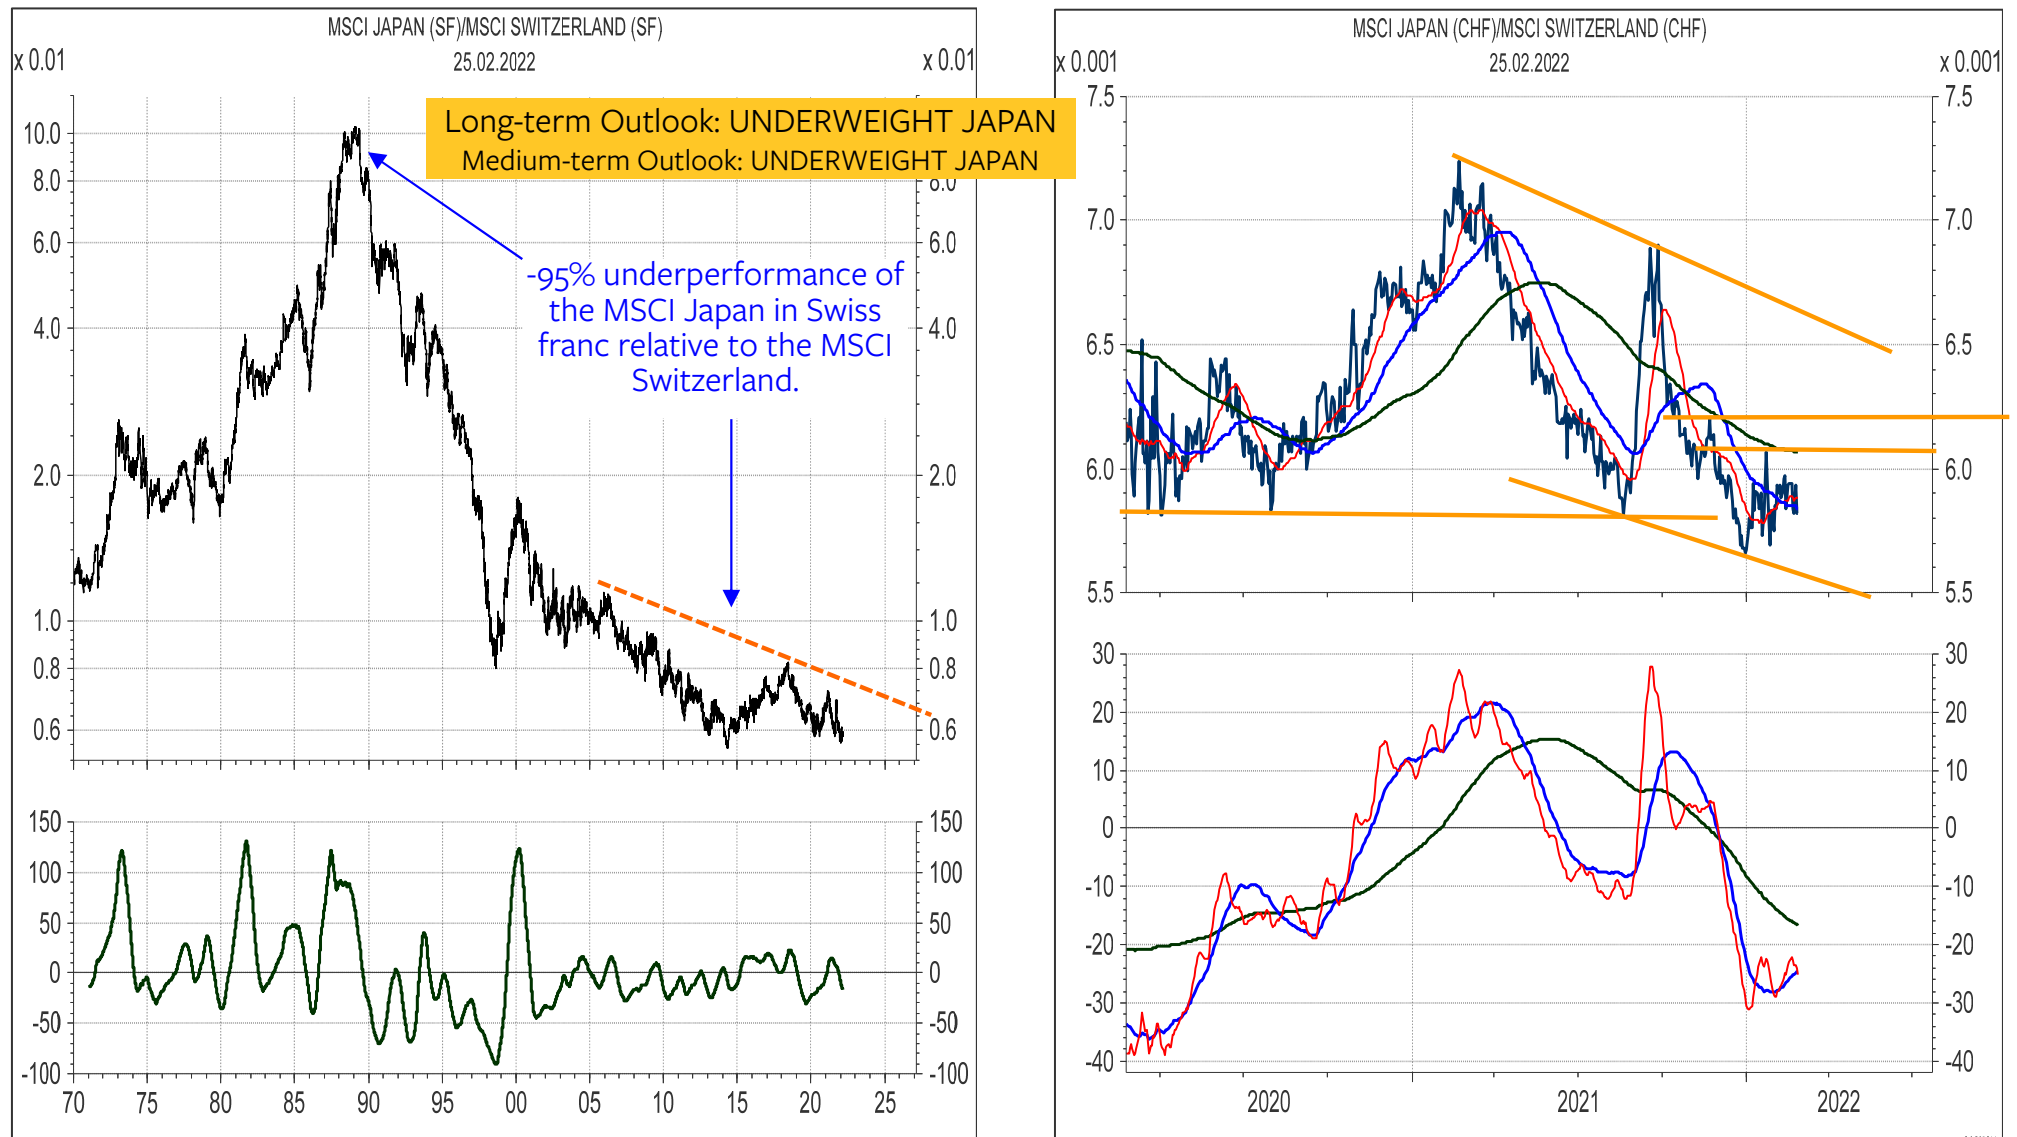 MSCI JAPAN (SF)/MSCI SWITZERLAND (SF)
25.02.2022
x 0.01
x 0.01
Long-term Outlook: UNDERWEIGHT JAPAN
Medium-term Outlook: UNDERWEIGHT JAPAN
-95% underperformance of
the MSCI Japan in Swiss
franc relative to the MSCI
Switzerland.
10.0
8.0 8.0
6.0 6.0
4.0 4.0
2.0 2.0
1.0 1.0
0.8 0.8
0.6 0.6
150 150
100 100
50 50
0 0
-50 -50
-100 -100
70 75 80 85 90 95 00 05 10 15 20 25
MSCI JAPAN (CHF)/MSCI SWITZERLAND (CHF)
25.02.2022
x 0.001
x 0.001
7.5 7.5
7.0 7.0
6.5 6.5
6.0 6.0
5.5 5.5
30 30
20 20
10 10
0 0
-10 -10
-20 -20
-30 -30
-40 -40
2020 2021 2022